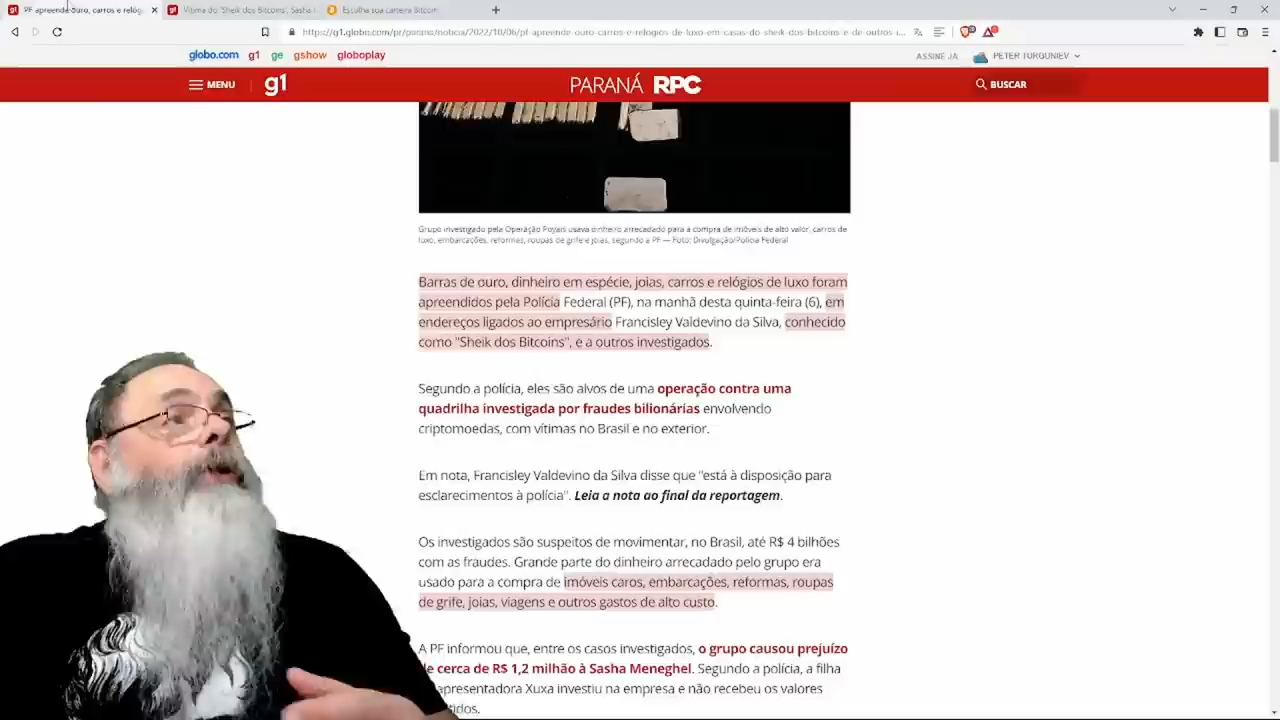 PF apreende ouro, carros e relóg
Vítima do 'Sheik dos Bitcoins', Sasha
Escolha sua carteira Bitcoin
https://g1.globo.com/pr/parana/noticia/2022/10/06/pf-apreende-ouro-carros-e-relogios-de-luxo-em-casas-do-sheik-dos-bitcoins-e-de-outros-i...
globo.com g1 ge gshow globoplay
ASSINE JÁ PETER TURGUNIEV
MENU g1 PARANÁ RPC BUSCAR
Grupo investigado pela Operação Poyais usava dinheiro arrecadado para a compra de imóveis de alto valor, carros de
luxo, embarcações, reformas, roupas de grife e joias, segundo a PF — Foto: Divulgação/Polícia Federal
Barras de ouro, dinheiro em espécie, joias, carros e relógios de luxo foram
apreendidos pela Polícia Federal (PF), na manhã desta quinta-feira (6), em
endereços ligados ao empresário Francisley Valdevino da Silva, conhecido
como "Sheik dos Bitcoins", e a outros investigados.
Segundo a polícia, eles são alvos de uma operação contra uma
quadrilha investigada por fraudes bilionárias envolvendo
criptomoedas, com vítimas no Brasil e no exterior.
Em nota, Francisley Valdevino da Silva disse que "está à disposição para
esclarecimentos à polícia". Leia a nota ao final da reportagem.
Os investigados são suspeitos de movimentar, no Brasil, até R$ 4 bilhões
com as fraudes. Grande parte do dinheiro arrecadado pelo grupo era
usado para a compra de imóveis caros, embarcações, reformas, roupas
de grife, joias, viagens e outros gastos de alto custo.
A PF informou que, entre os casos investigados, o grupo causou prejuízo
de cerca de R$ 1,2 milhão à Sasha Meneghel. Segundo a polícia, a filha
apresentadora Xuxa investiu na empresa e não recebeu os valores